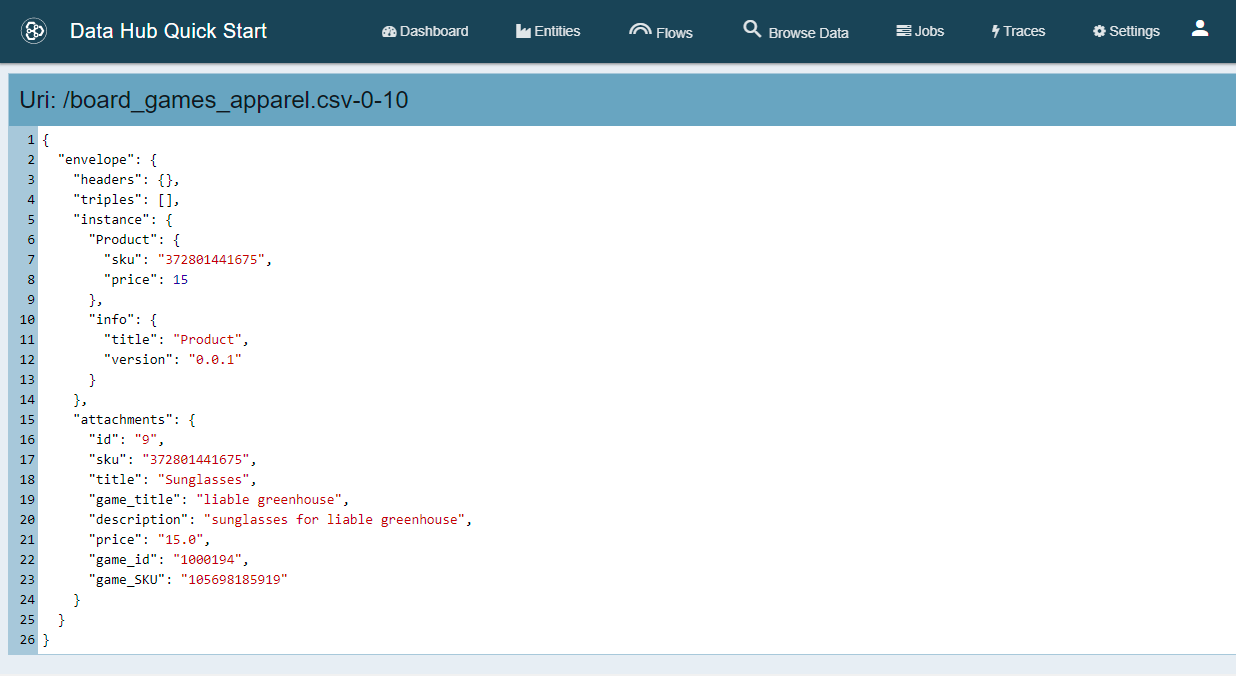 Data Hub Quick Start Dashboard Entities Flows Browse Data Jobs Traces Settings
Uri: /board_games_apparel.csv-0-10
1 {
2   "envelope": {
3     "headers": {},
4     "triples": [],
5     "instance": {
6       "Product": {
7         "sku": "372801441675",
8         "price": 15
9       },
10       "info": {
11         "title": "Product",
12         "version": "0.0.1"
13       }
14     },
15     "attachments": {
16       "id": "9",
17       "sku": "372801441675",
18       "title": "Sunglasses",
19       "game_title": "liable greenhouse",
20       "description": "sunglasses for liable greenhouse",
21       "price": "15.0",
22       "game_id": "1000194",
23       "game_SKU": "105698185919"
24     }
25   }
26 }